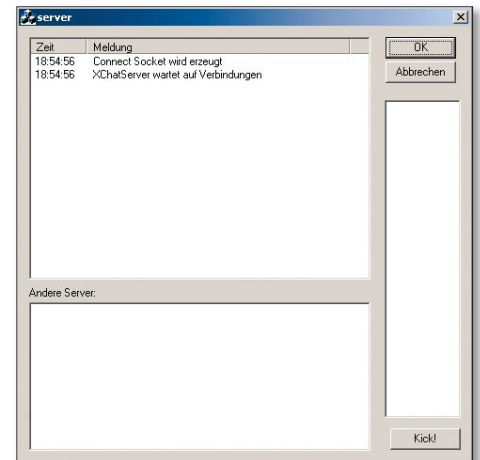 server
Zeit Meldung
18:54:56 Connect Socket wird erzeugt
18:54:56 XChatServer wartet auf Verbindungen
OK
Abbrechen
Andere Server:
Kick!